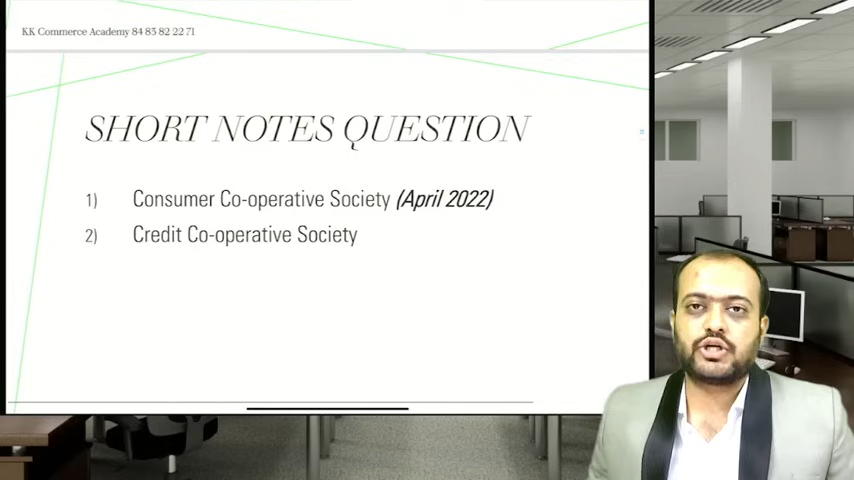 KK Commerce Academy 84 83 82 22 71
SHORT NOTES QUESTION
1) Consumer Co-operative Society (April 2022)
2) Credit Co-operative Society